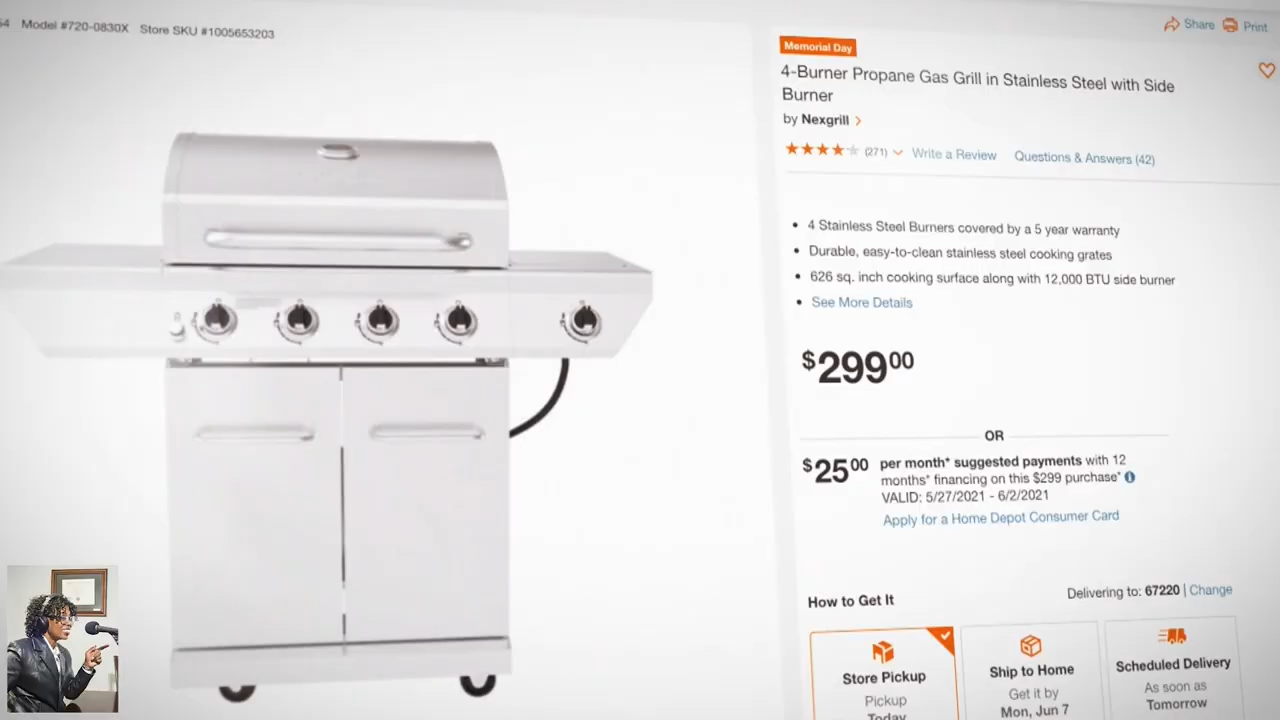 54 Model #720-0830X Store SKU #1005653203
Share Print
Memorial Day
4-Burner Propane Gas Grill in Stainless Steel with Side
Burner
by Nexgrill >
(271) Write a Review Questions & Answers (42)
• 4 Stainless Steel Burners covered by a 5 year warranty
• Durable, easy-to-clean stainless steel cooking grates
• 626 sq. inch cooking surface along with 12,000 BTU side burner
• See More Details
$29900
OR
$25.00 per month* suggested payments with 12
months* financing on this $299 purchase*
VALID: 5/27/2021 - 6/2/2021
Apply for a Home Depot Consumer Card
How to Get It
Delivering to: 67220 | Change
Store Pickup
Pickup
Today
Ship to Home
Get it by
Mon, Jun 7
Scheduled Delivery
As soon as
Tomorrow